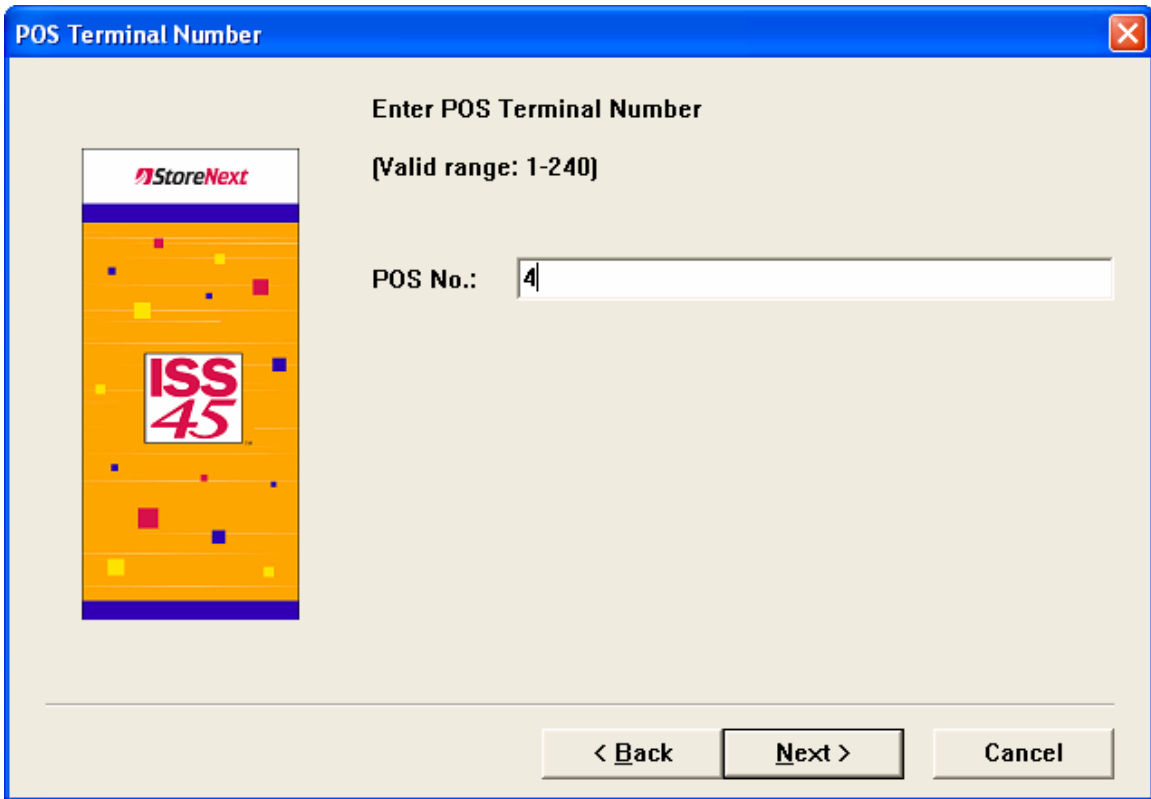 POS Terminal Number
Enter POS Terminal Number
(Valid range: 1-240)
StoreNext
POS No.: 4
ISS
45
< Back Next > Cancel